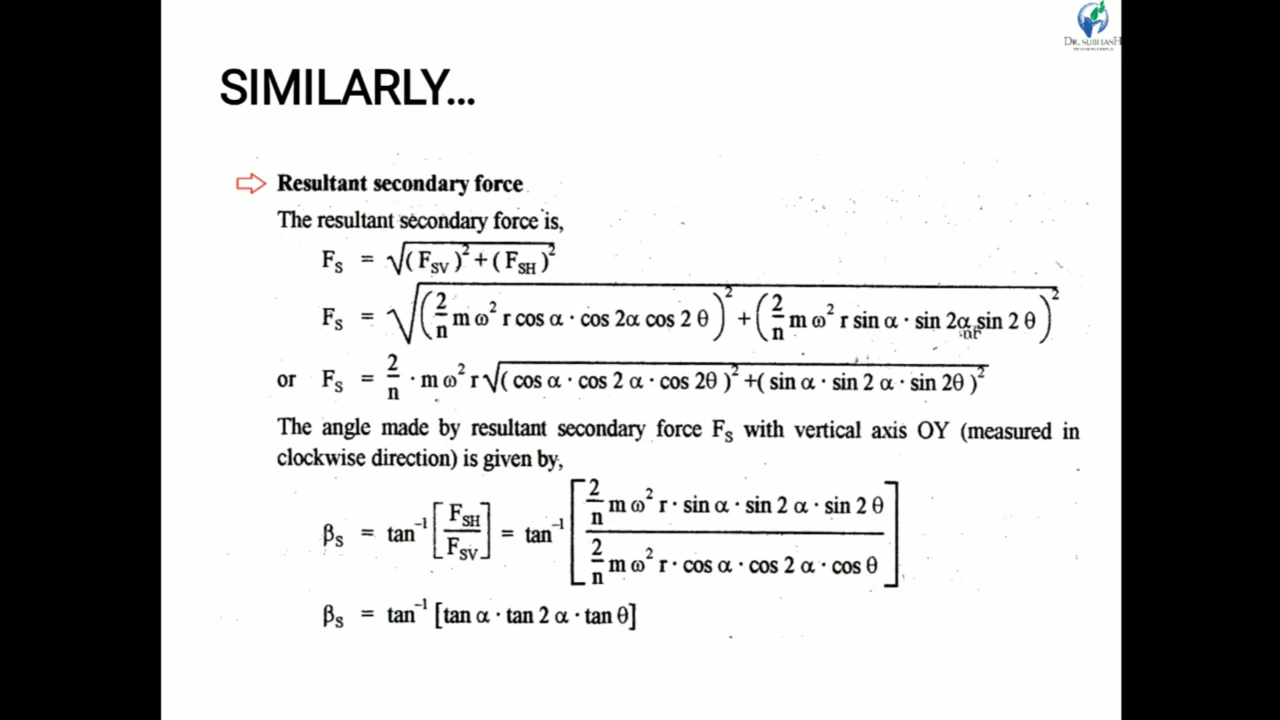 DR. SUBHASH
SIMILARLY...
Resultant secondary force
The resultant secondary force is,
F_S = √( F_SV )² + ( F_SH )²
F_S = √( 2/n m ω² r cos α · cos 2α cos 2 θ )² + ( 2/n m ω² r sin α · sin 2α sin 2 θ )²
or F_S = 2/n · m ω² r √( cos α · cos 2 α · cos 2θ )² +( sin α · sin 2 α · sin 2θ )²
The angle made by resultant secondary force F_S with vertical axis OY (measured in
clockwise direction) is given by,
β_S = tan⁻¹ [ F_SH / F_SV ] = tan⁻¹ [ 2/n m ω² r · sin α · sin 2 α · sin 2 θ / 2/n m ω² r · cos α · cos 2 α · cos θ ]
β_S = tan⁻¹ [tan α · tan 2 α · tan θ]